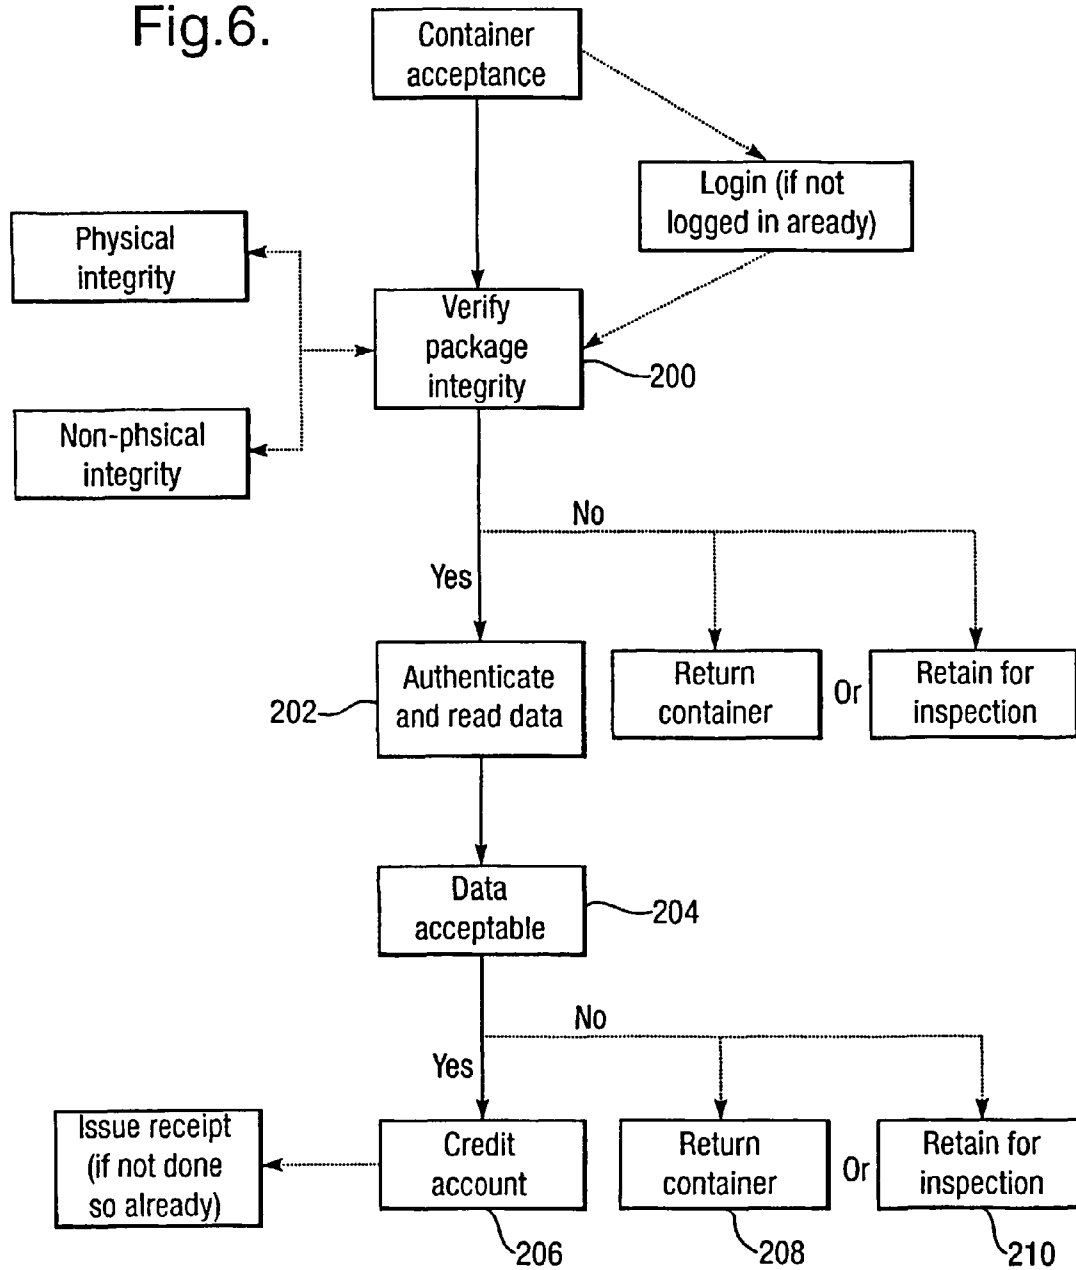 Fig.6.
Container
acceptance
Login (if not
logged in aready)
Physical
integrity
Verify
package
integrity
200
Non-phsical
integrity
No
Yes
Authenticate
and read data
202
Return
container
Or
Retain for
inspection
Data
acceptable
204
No
Yes
Issue receipt
(if not done
so already)
Credit
account
Return
container
Or
Retain for
inspection
206
208
210